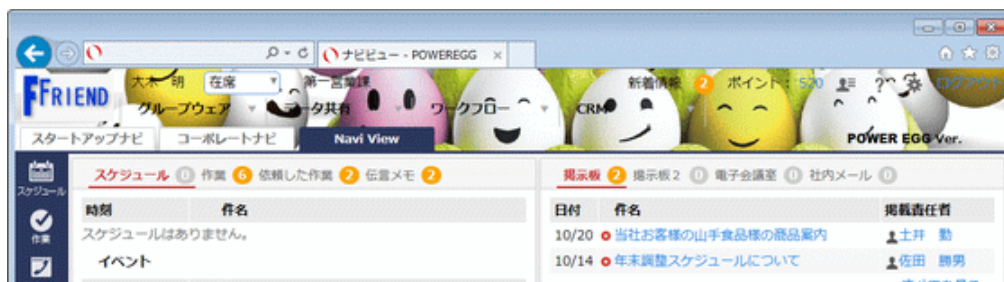 ナビビュー - POWEREGG ×
FRIEND 大木 明 在席 第一営業課 新着情報 2 ポイント: 520 ログアウト
グループウェア データ共有 ワークフロー CRM
スタートアップナビ コーポレートナビ Navi View POWER EGG Ver.
スケジュール
作業
スケジュール 0 作業 6 依頼した作業 2 伝言メモ 2
時刻 件名
スケジュールはありません。
イベント
掲示板 2 掲示板2 0 電子会議室 0 社内メール 0
日付 件名 掲載責任者
10/20 当社お客様の山手食品様の商品案内 土井 勤
10/14 年末調整スケジュールについて 佐田 勝男